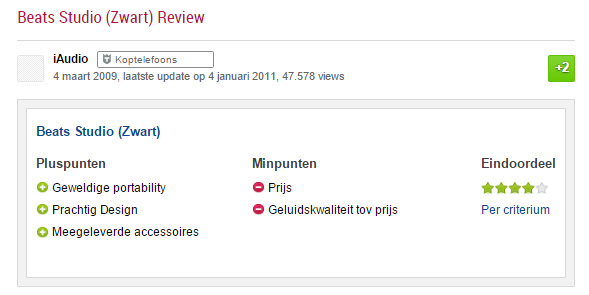 Beats Studio (Zwart) Review
iAudio Koptelefoons
4 maart 2009, laatste update op 4 januari 2011, 47.578 views
+2
Beats Studio (Zwart)
Pluspunten Minpunten Eindoordeel
Geweldige portability Prijs
Prachtig Design Geluidskwaliteit tov prijs Per criterium
Meegeleverde accessoires